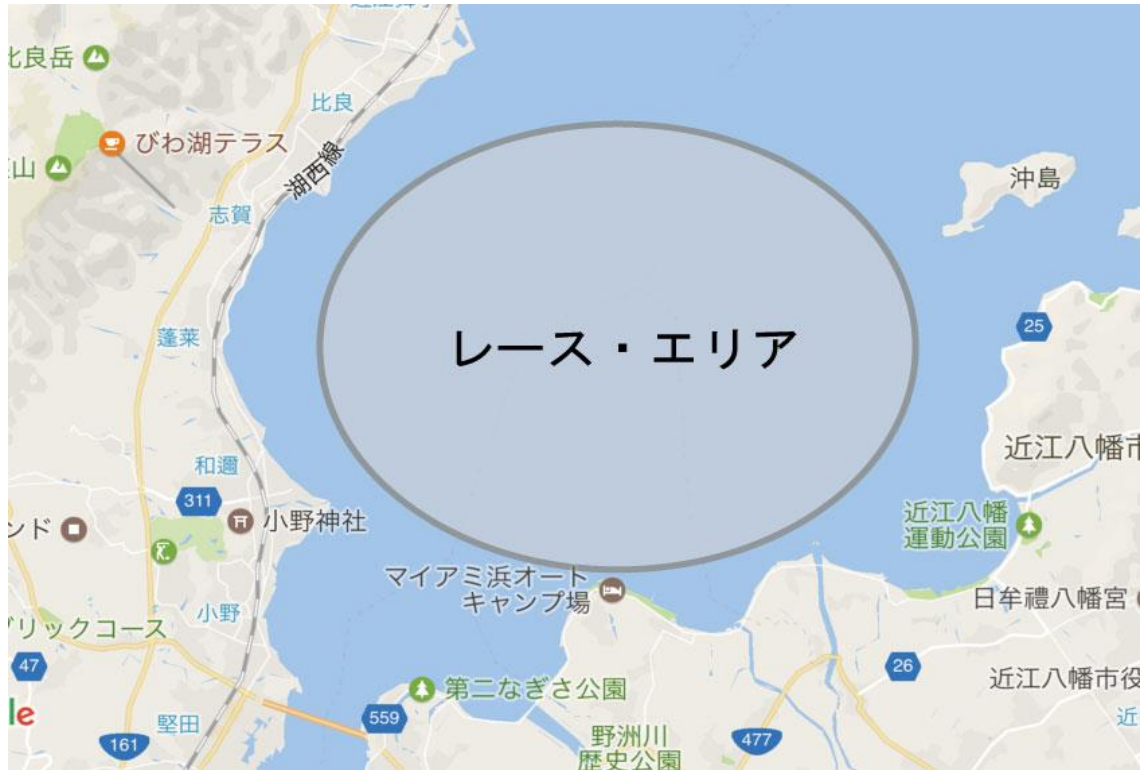 比良岳
比良
びわ湖テラス
湖西線
山
志賀
沖島
蓬莱
レース・エリア
25
近江八幡市
和邇
311
小野神社
ンド
近江八幡
運動公園
マイアミ浜オート
キャンプ場
日牟禮八幡宮
小野
ブリックコース
47
26
第二なぎさ公園
近江八幡市役
le
堅田
559
近
161
野洲川
歴史公園
477